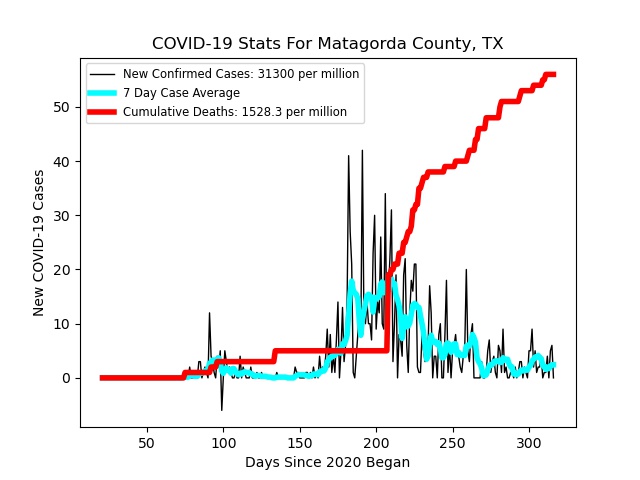 COVID-19 Stats For Matagorda County, TX
New Confirmed Cases: 31300 per million
7 Day Case Average
Cumulative Deaths: 1528.3 per million
New COVID-19 Cases
50
40
30
20
10
0
50 100 150 200 250 300
Days Since 2020 Began